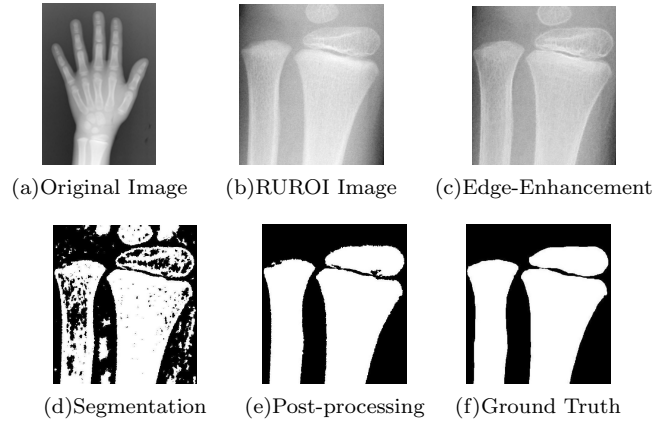 (a)Original Image
(b)RUROI Image
(c)Edge-Enhancement
(d)Segmentation
(e)Post-processing
(f)Ground Truth